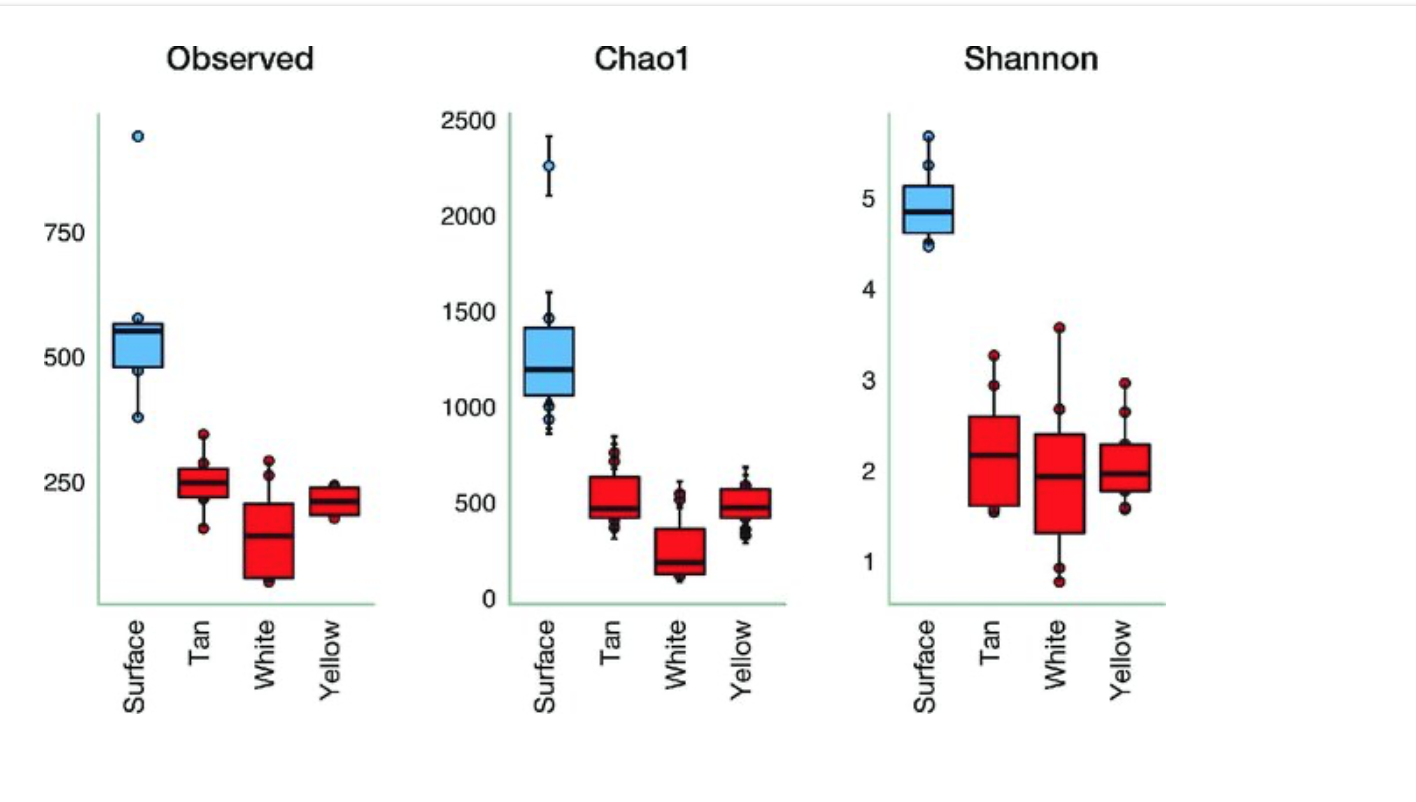 Observed
Chao1
Shannon
750
500
250
2500
2000
1500
1000
500
0
5
4
3
2
1
Surface
Tan
White
Yellow
Surface
Tan
White
Yellow
Surface
Tan
White
Yellow